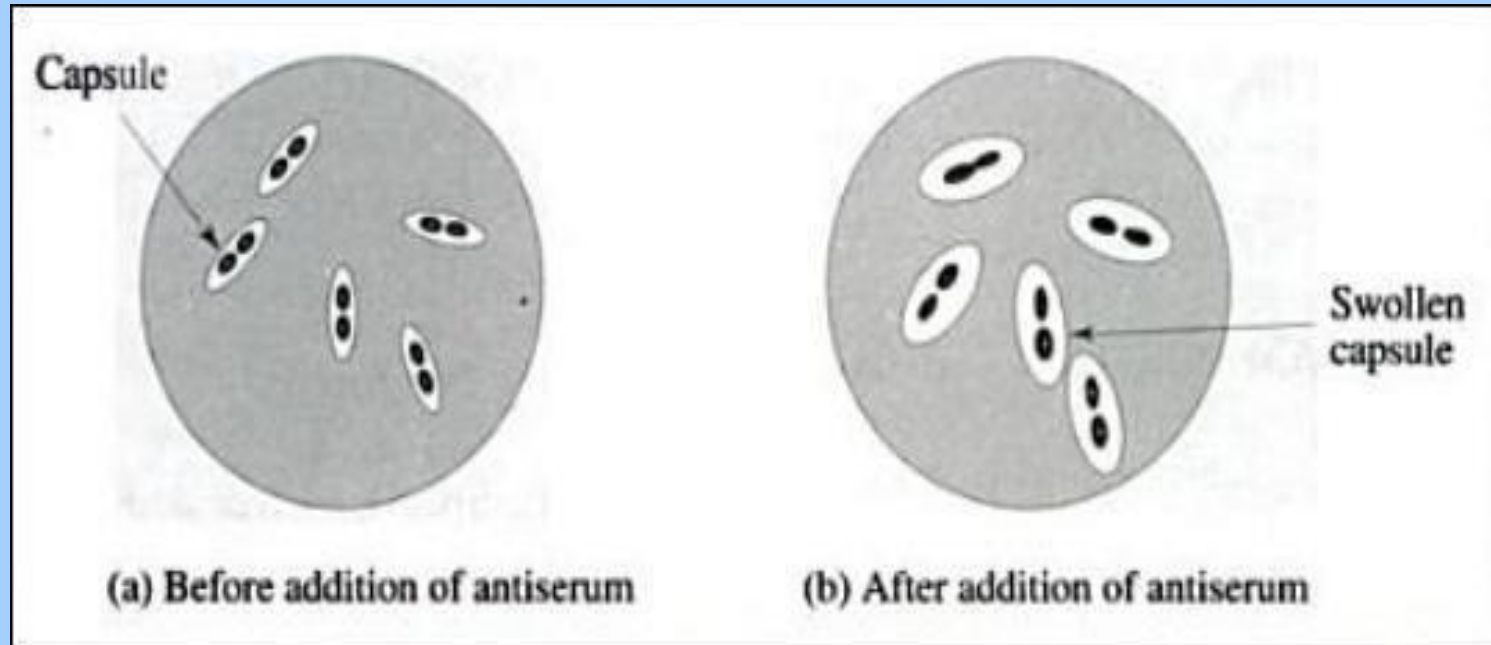 Capsule
Swollen
capsule
(a) Before addition of antiserum
(b) After addition of antiserum